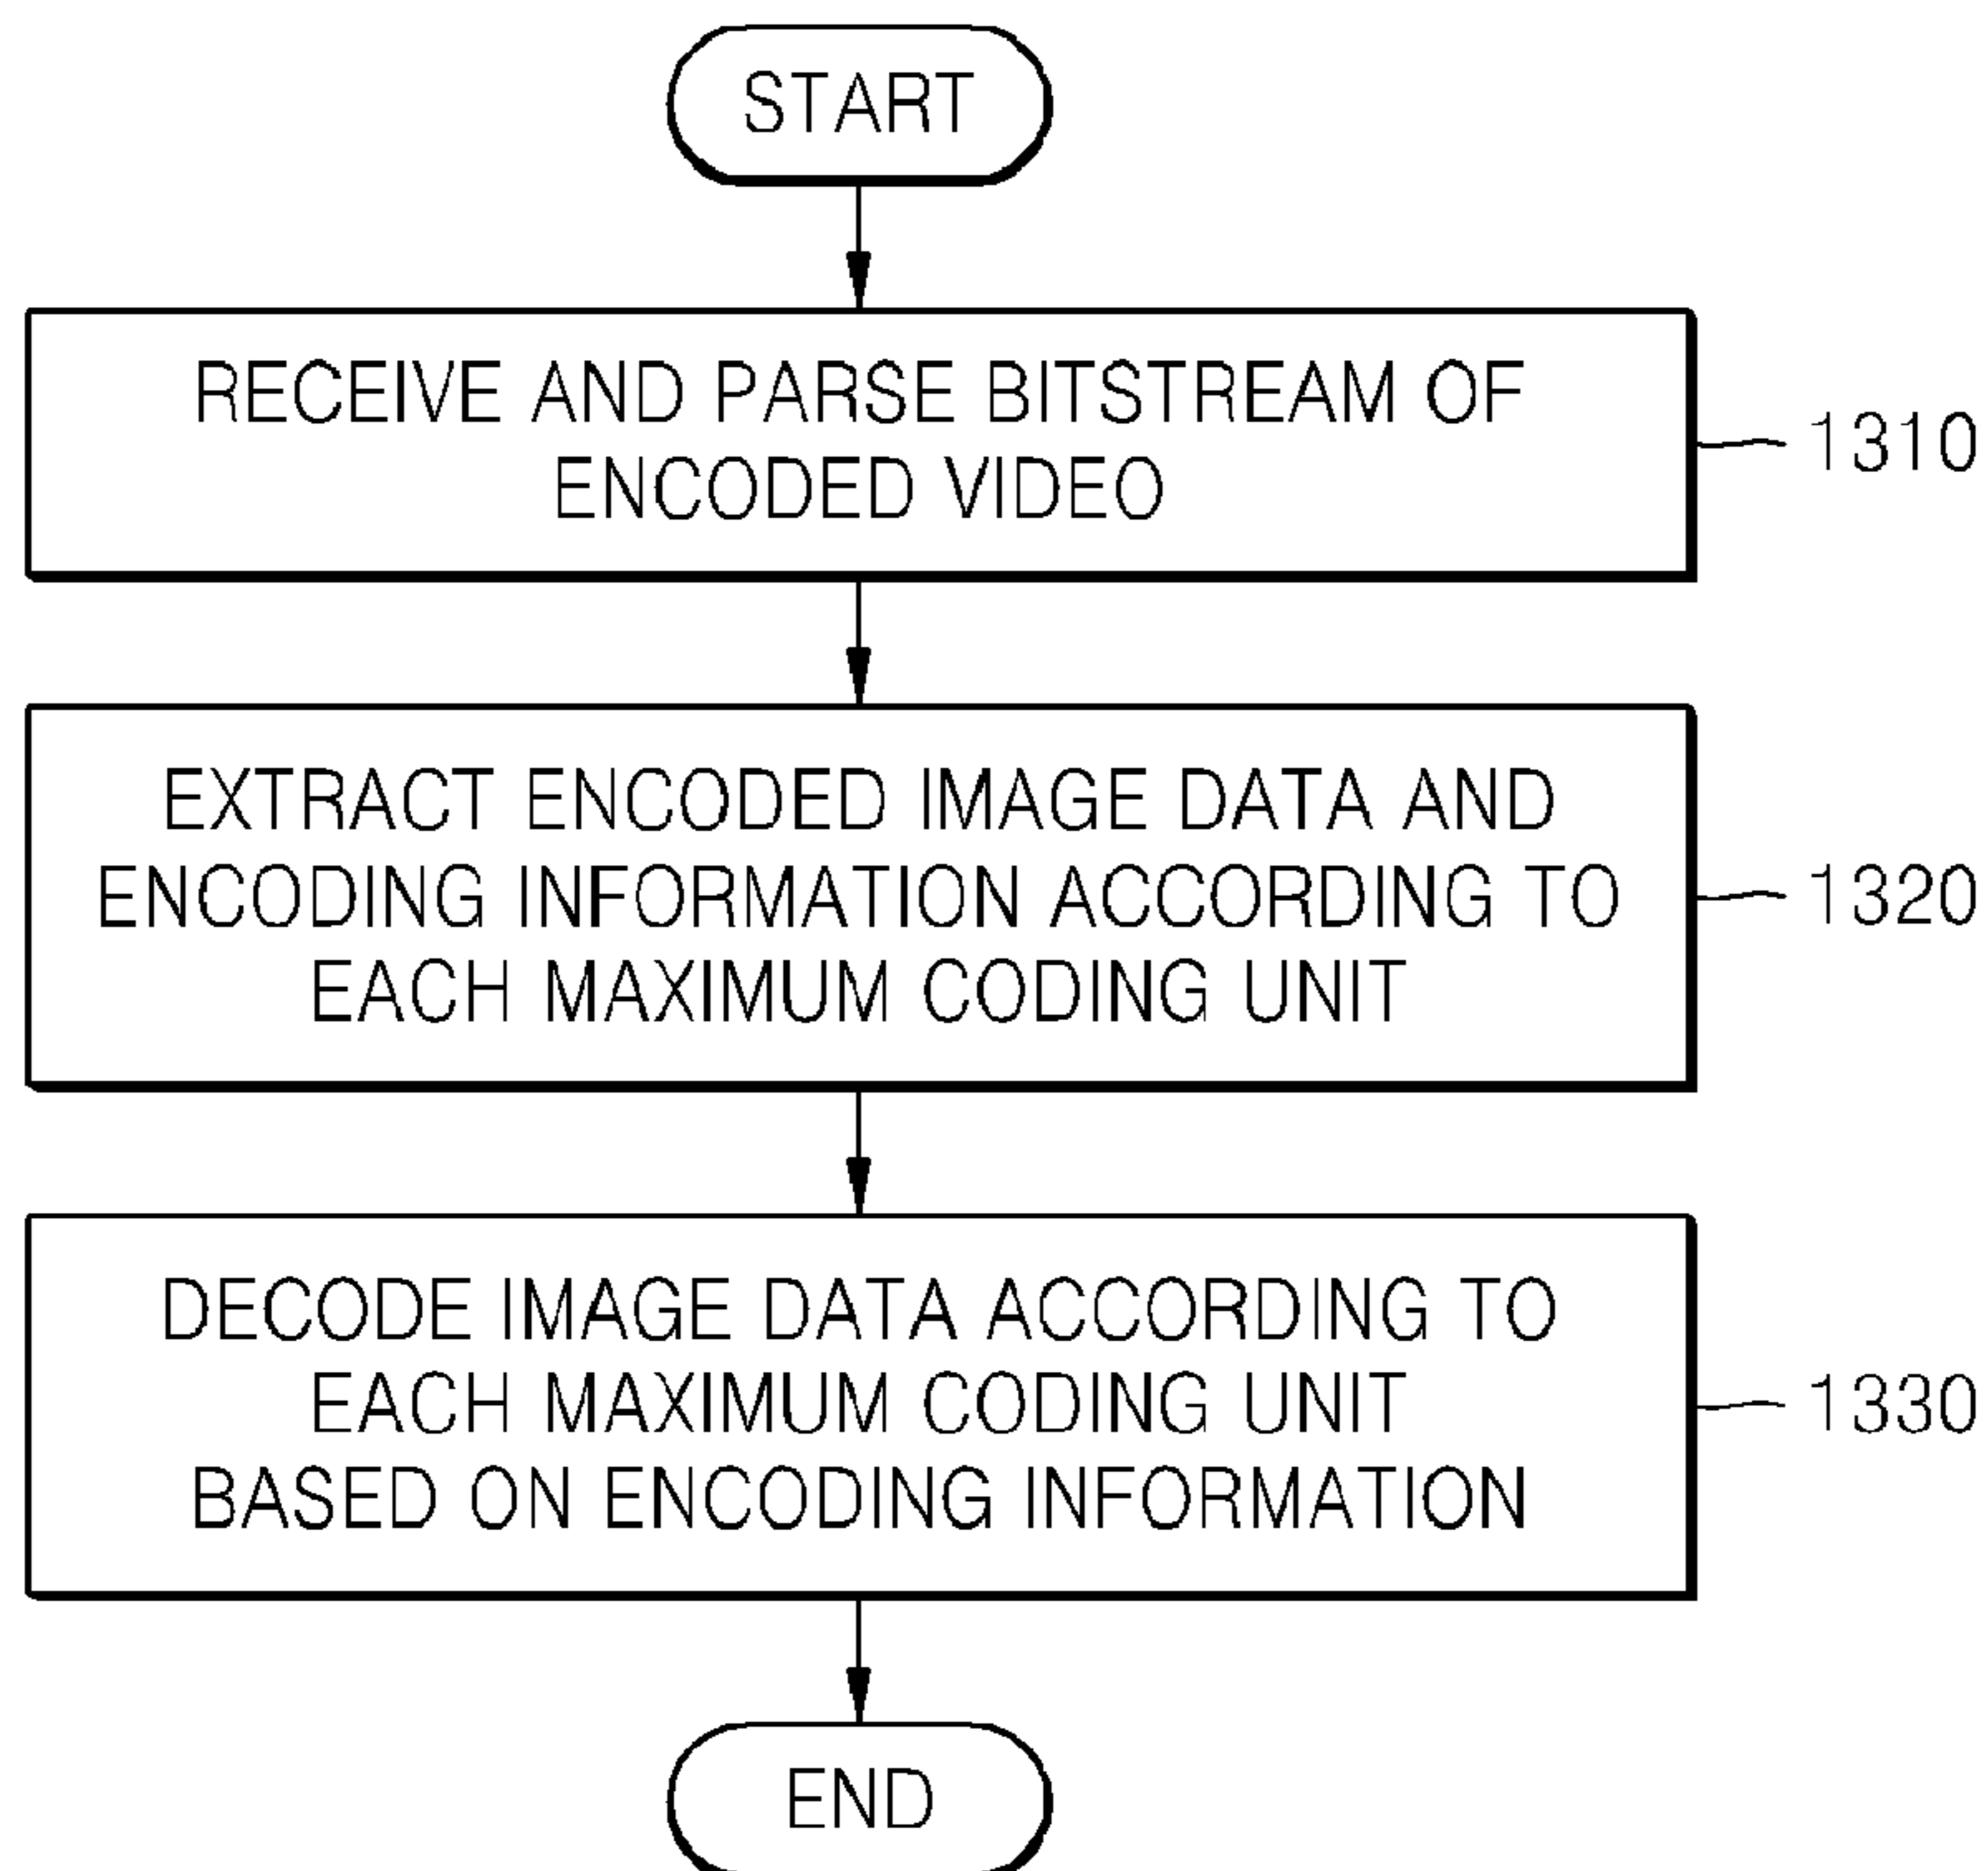 START
RECEIVE AND PARSE BITSTREAM OF
ENCODED VIDEO
1310
EXTRACT ENCODED IMAGE DATA AND
ENCODING INFORMATION ACCORDING TO
EACH MAXIMUM CODING UNIT
1320
DECODE IMAGE DATA ACCORDING TO
EACH MAXIMUM CODING UNIT
BASED ON ENCODING INFORMATION
1330
END